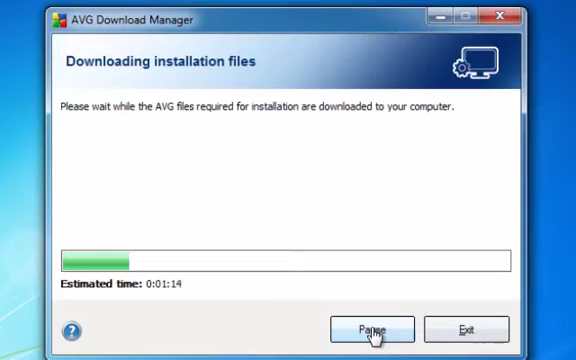 AVG Download Manager
Downloading installation files
Please wait while the AVG files required for installation are downloaded to your computer.
Estimated time: 0:01:14
Pause
Exit